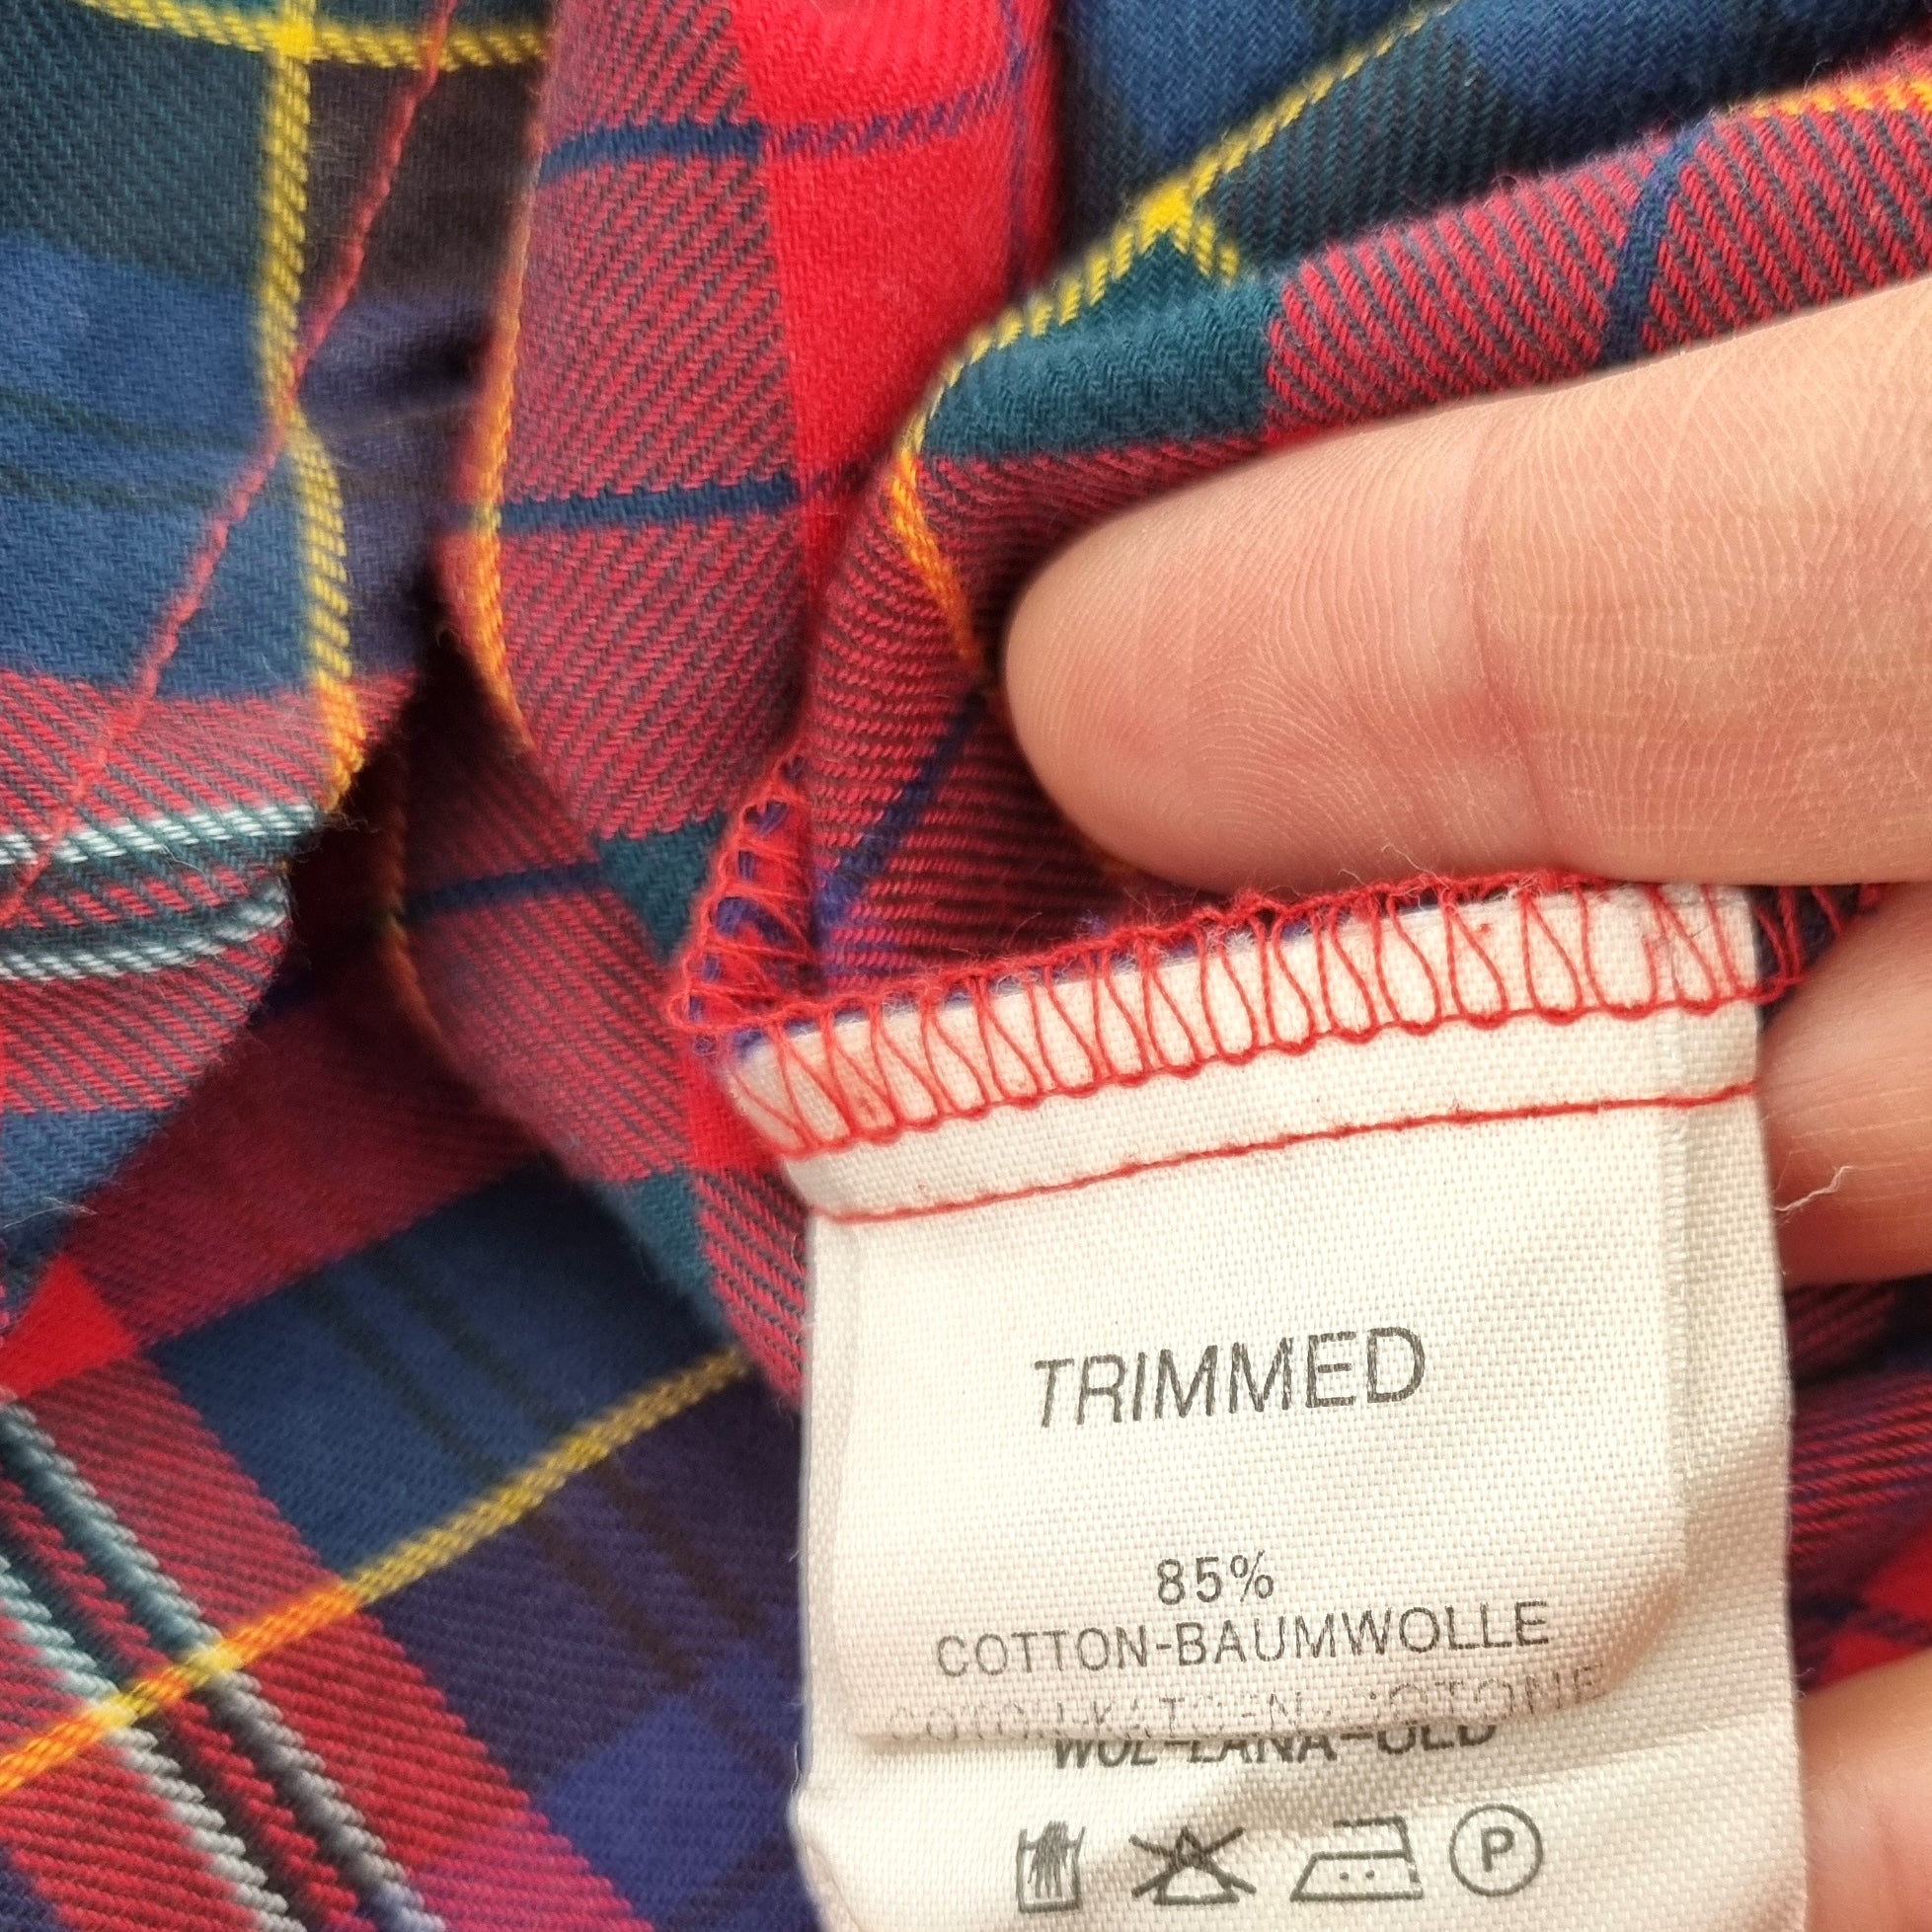 TRIMMED
85%
COTTON-BAUMWOLLE
WOL-LANA-ULD
P